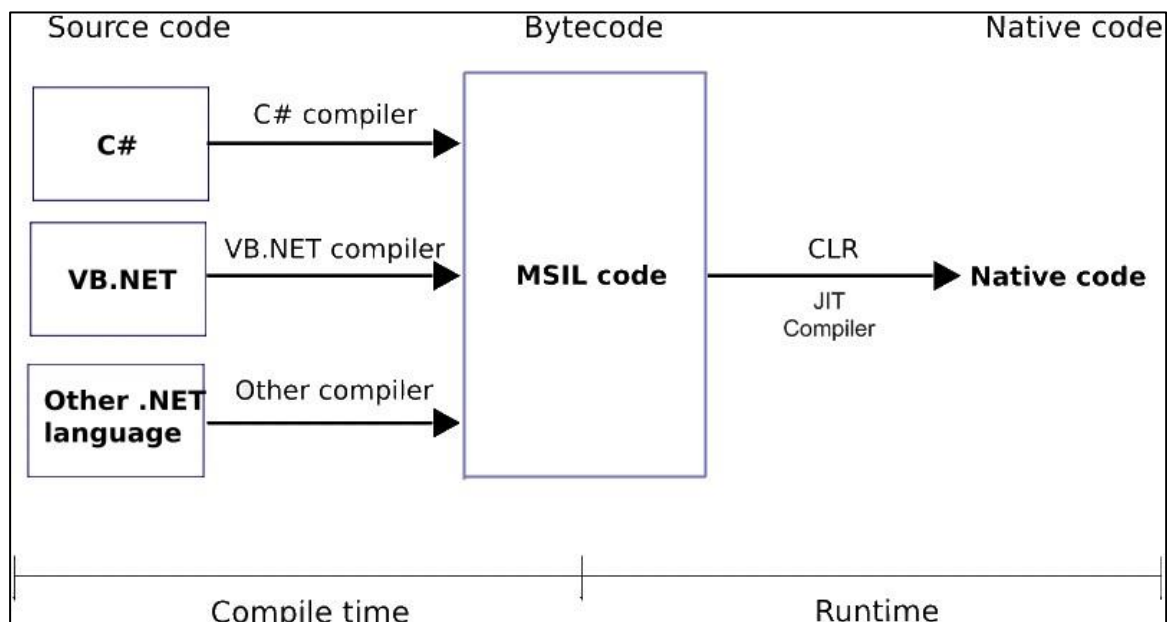 Source code
Bytecode
Native code
C#
C# compiler
VB.NET
VB.NET compiler
MSIL code
CLR
JIT
Compiler
Native code
Other .NET
language
Other compiler
Compile time
Runtime